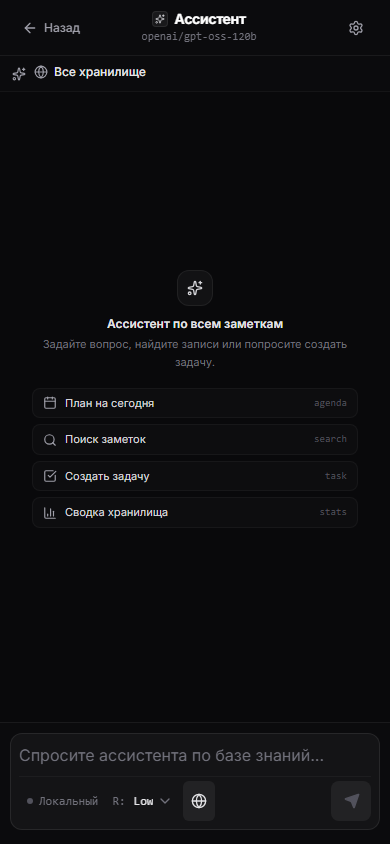 Назад
Ассистент
openai/gpt-oss-120b
Все хранилище
Ассистент по всем заметкам
Задайте вопрос, найдите записи или попросите создать
задачу.
План на сегодня agenda
Поиск заметок search
Создать задачу task
Сводка хранилища stats
Спросите ассистента по базе знаний...
Локальный R: Low